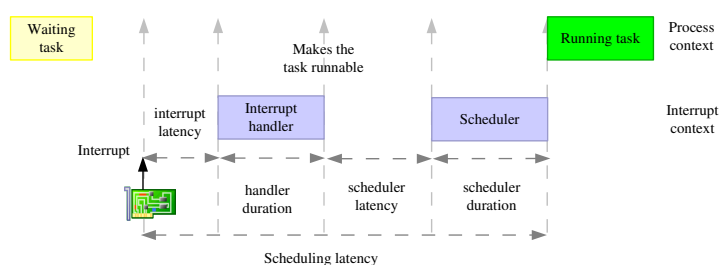 Waiting
task
Makes the
task runnable
Running task
Process
context
interrupt
latency
Interrupt
handler
Scheduler
Interrupt
context
Interrupt
handler
duration
scheduler
latency
scheduler
duration
Scheduling latency